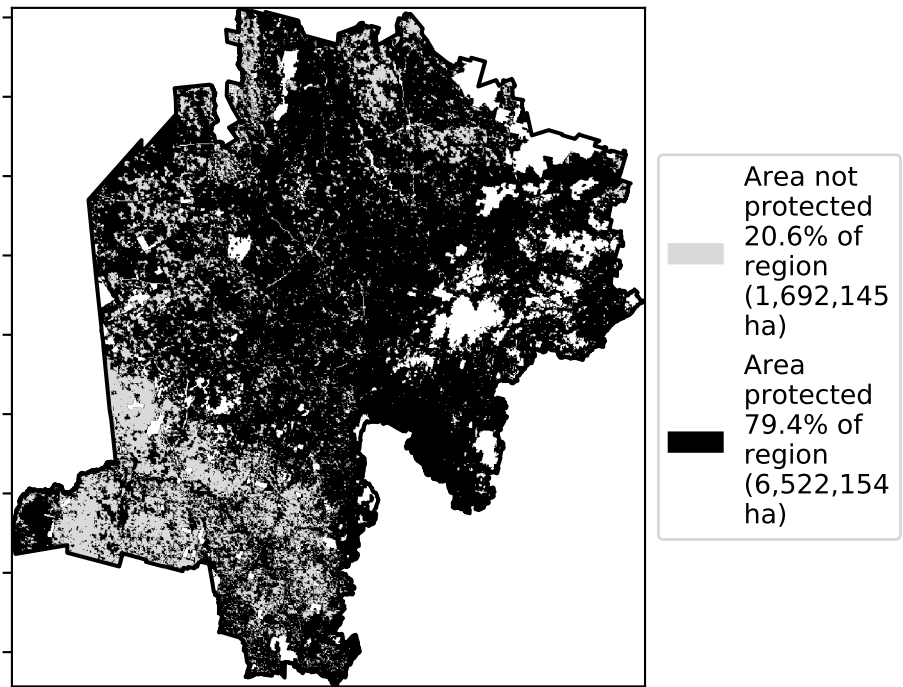 Area not
protected
20.6% of
region
(1,692,145
ha)
Area
protected
79.4% of
region
(6,522,154
ha)